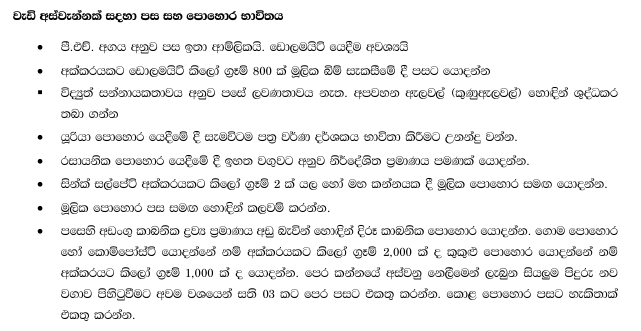 වැඩි අස්වැන්නක් සදහා පස සහ පොහොර භාවිතය
• පී.එච්. අගය අනුව පස ඉතා ආම්ලිකයි. ඩොලමයිට් යෙදීම අවශ්‍යයි
• අක්කරයකට ඩොලමයිට් කිලෝ ග්‍රෑම් 800 ක් මූලික බිම් සැකසීමේ දී පසට යොදන්න
▪ විද්‍යුත් සන්නායකතාවය අනුව පසේ ලවණතාවය නැත. අපවහන ඇලවල් (කුණුඇලවල්) හොඳින් ශුද්ධකර
තබා ගන්න
• යූරියා පොහොර යෙදීමේ දී සැමවිටම පත්‍ර වර්ණ දර්ශකය භාවිතා කිරීමට උනන්දු වන්න.
• රසායනික පොහොර යෙදීමේ දී ඉහත වගුවට අනුව නිර්දේශිත ප්‍රමාණය පමණක් යොදන්න.
• සින්ක් සල්පේට් අක්කරයකට කිලෝ ග්‍රෑම් 2 ක් යල හෝ මහ කන්නයක දී මූලික පොහොර සමඟ යොදන්න.
• මූලික පොහොර පස සමඟ හොඳින් කලවම් කරන්න.
• පසෙහි අඩංගු කාබනික ද්‍රව්‍ය ප්‍රමාණය අඩු බැවින් හොඳින් දිරූ කාබනික පොහොර යොදන්න. ගොම පොහොර
හෝ කොම්පෝස්ට් යොදන්නේ නම් අක්කරයකට කිලෝ ග්‍රෑම් 2,000 ක් ද කුකුළු පොහොර යොදන්නේ නම්
අක්කරයට කිලෝ ග්‍රෑම් 1,000 ක් ද යොදන්න. පෙර කන්නයේ අස්වනු නෙලීමෙන් ලැබුන සියලුම පිදුරු නව
වගාව පිහිටුවීමට අවම වශයෙන් සති 03 කට පෙර පසට එකතු කරන්න. කොළ පොහොර පසට හැකිතාක්
එකතු කරන්න.